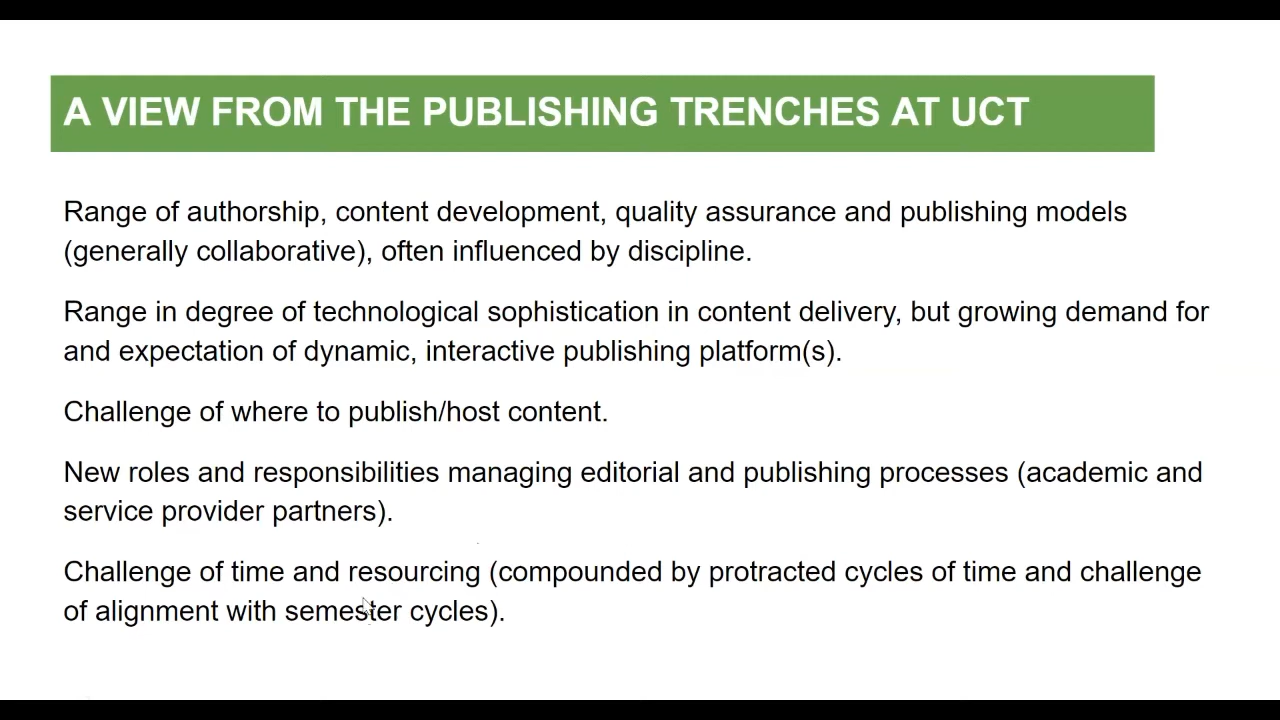 A VIEW FROM THE PUBLISHING TRENCHES AT UCT
Range of authorship, content development, quality assurance and publishing models
(generally collaborative), often influenced by discipline.
Range in degree of technological sophistication in content delivery, but growing demand for
and expectation of dynamic, interactive publishing platform(s).
Challenge of where to publish/host content.
New roles and responsibilities managing editorial and publishing processes (academic and
service provider partners).
Challenge of time and resourcing (compounded by protracted cycles of time and challenge
of alignment with semester cycles).